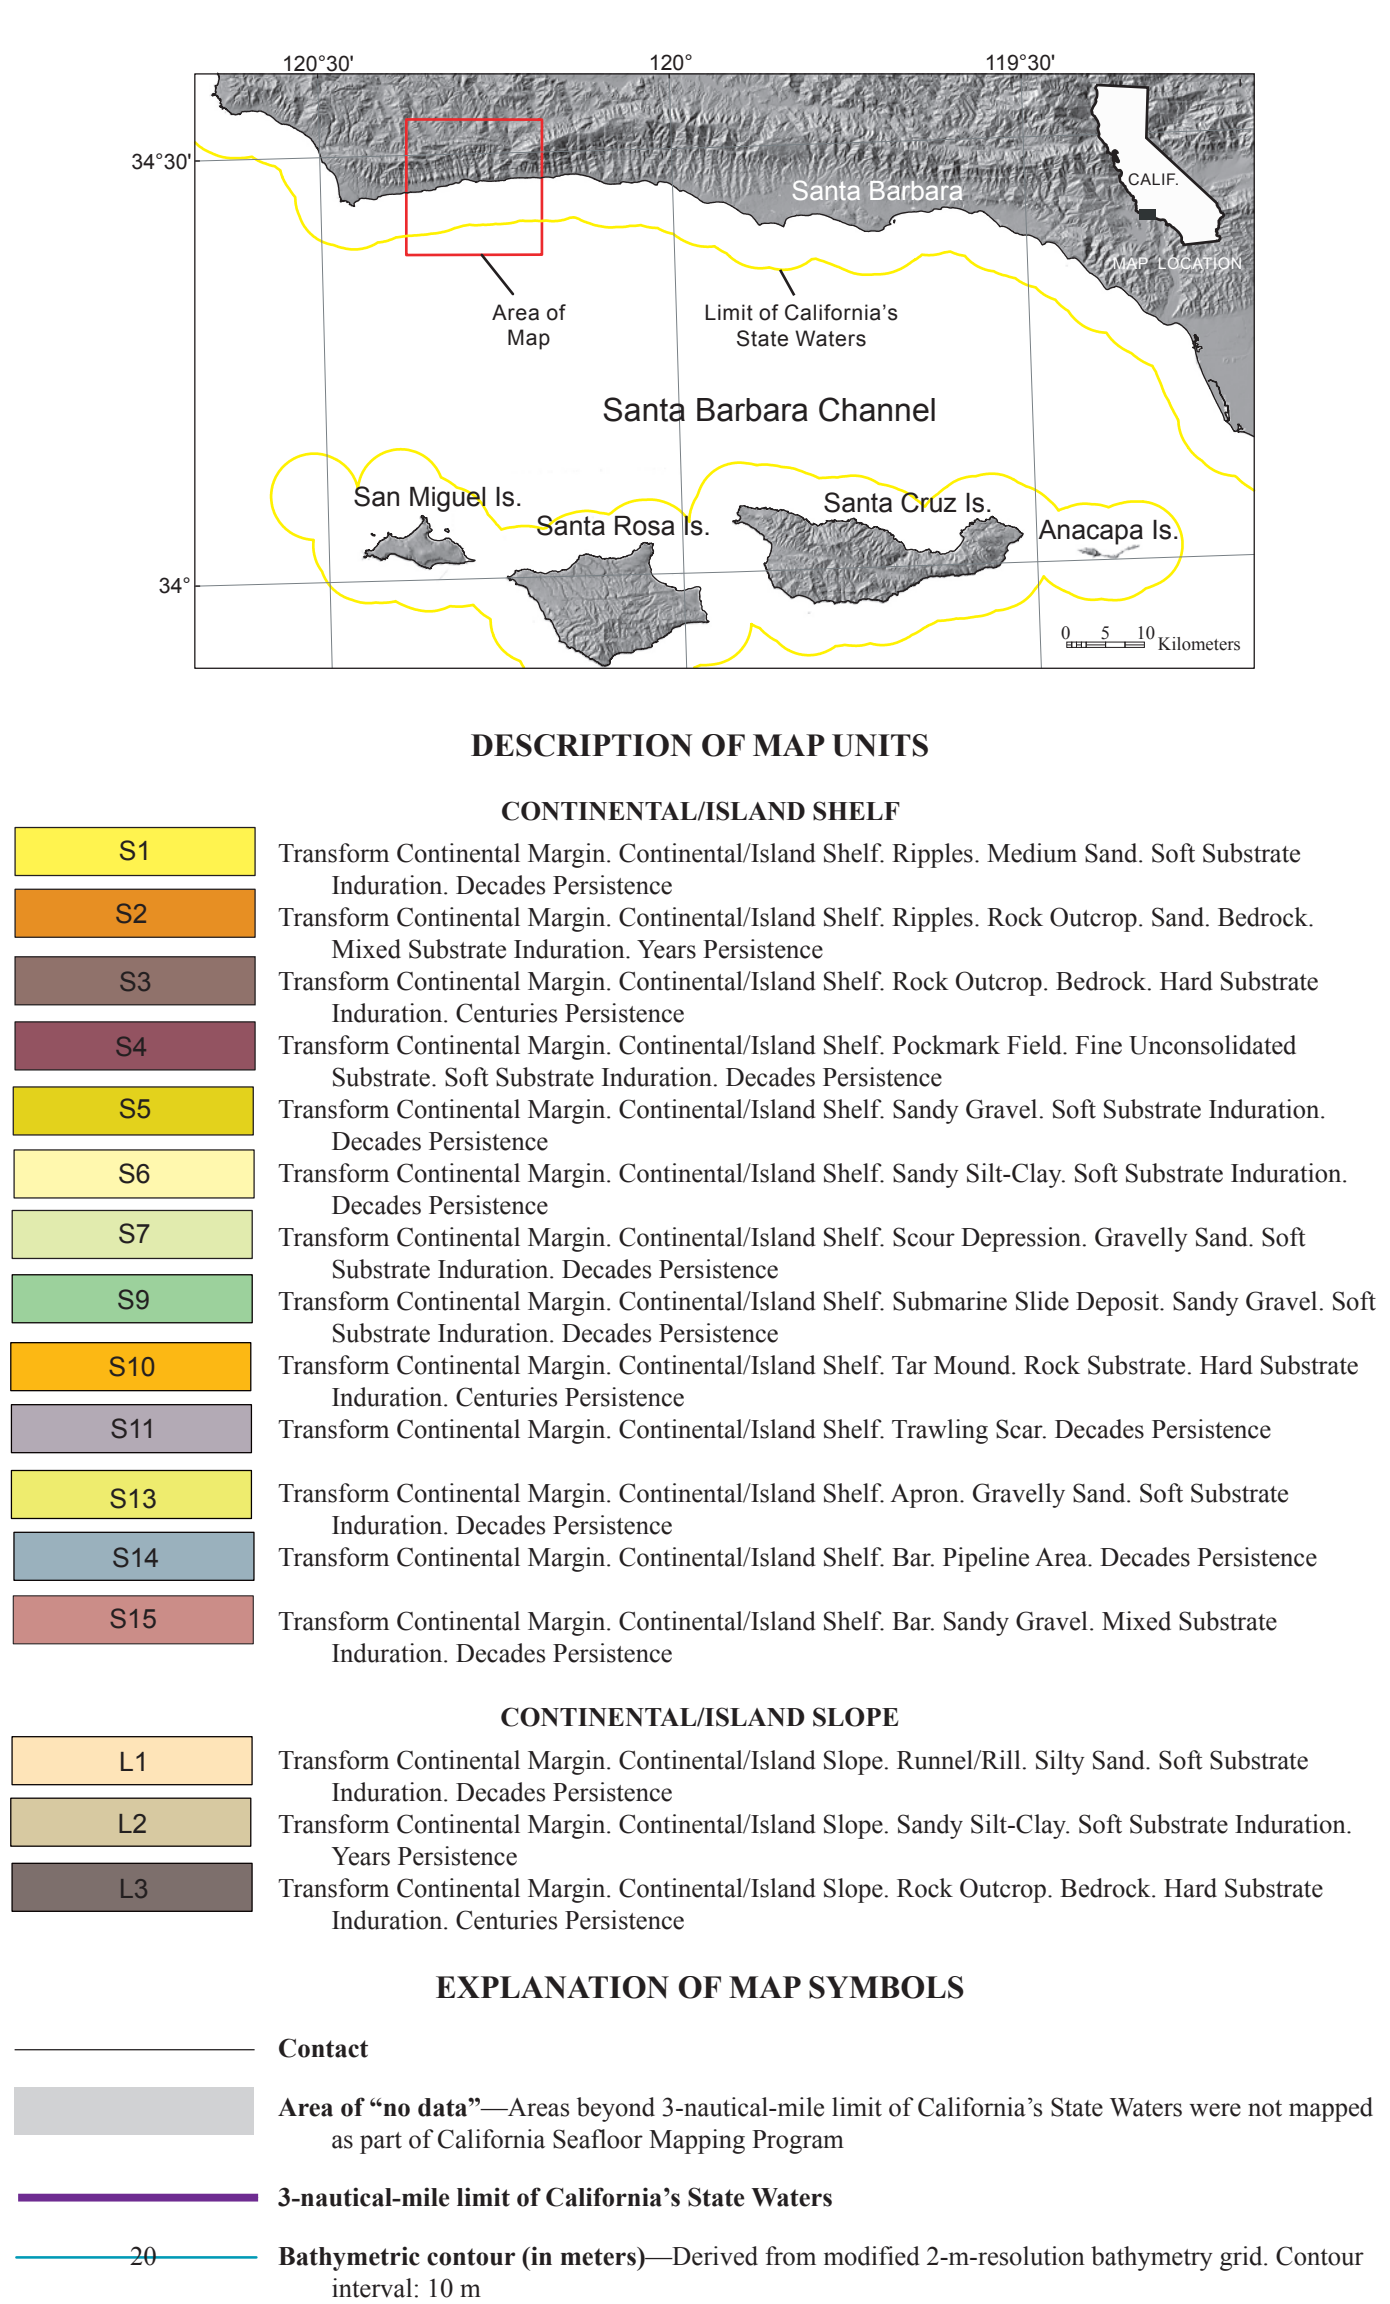 120°30' 120° 119°30'
34°30'
CALIF.
Santa Barbara
MAP LOCATION
Area of
Map
Limit of California’s
State Waters
Santa Barbara Channel
San Miguel Is.
Santa Rosa Is.
Santa Cruz Is.
Anacapa Is.
34°
0 5 10 Kilometers
DESCRIPTION OF MAP UNITS
CONTINENTAL/ISLAND SHELF
S1 Transform Continental Margin. Continental/Island Shelf. Ripples. Medium Sand. Soft Substrate
Induration. Decades Persistence
S2 Transform Continental Margin. Continental/Island Shelf. Ripples. Rock Outcrop. Sand. Bedrock.
Mixed Substrate Induration. Years Persistence
S3 Transform Continental Margin. Continental/Island Shelf. Rock Outcrop. Bedrock. Hard Substrate
Induration. Centuries Persistence
S4 Transform Continental Margin. Continental/Island Shelf. Pockmark Field. Fine Unconsolidated
Substrate. Soft Substrate Induration. Decades Persistence
S5 Transform Continental Margin. Continental/Island Shelf. Sandy Gravel. Soft Substrate Induration.
Decades Persistence
S6 Transform Continental Margin. Continental/Island Shelf. Sandy Silt-Clay. Soft Substrate Induration.
Decades Persistence
S7 Transform Continental Margin. Continental/Island Shelf. Scour Depression. Gravelly Sand. Soft
Substrate Induration. Decades Persistence
S9 Transform Continental Margin. Continental/Island Shelf. Submarine Slide Deposit. Sandy Gravel. Soft
Substrate Induration. Decades Persistence
S10 Transform Continental Margin. Continental/Island Shelf. Tar Mound. Rock Substrate. Hard Substrate
Induration. Centuries Persistence
S11 Transform Continental Margin. Continental/Island Shelf. Trawling Scar. Decades Persistence
S13 Transform Continental Margin. Continental/Island Shelf. Apron. Gravelly Sand. Soft Substrate
Induration. Decades Persistence
S14 Transform Continental Margin. Continental/Island Shelf. Bar. Pipeline Area. Decades Persistence
S15 Transform Continental Margin. Continental/Island Shelf. Bar. Sandy Gravel. Mixed Substrate
Induration. Decades Persistence
CONTINENTAL/ISLAND SLOPE
L1 Transform Continental Margin. Continental/Island Slope. Runnel/Rill. Silty Sand. Soft Substrate
Induration. Decades Persistence
L2 Transform Continental Margin. Continental/Island Slope. Sandy Silt-Clay. Soft Substrate Induration.
Years Persistence
L3 Transform Continental Margin. Continental/Island Slope. Rock Outcrop. Bedrock. Hard Substrate
Induration. Centuries Persistence
EXPLANATION OF MAP SYMBOLS
Contact
Area of “no data”—Areas beyond 3-nautical-mile limit of California’s State Waters were not mapped
as part of California Seafloor Mapping Program
3-nautical-mile limit of California’s State Waters
20 Bathymetric contour (in meters)—Derived from modified 2-m-resolution bathymetry grid. Contour
interval: 10 m